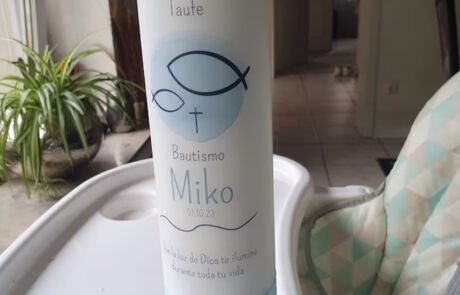 Taufe
Bautismo
Miko
01.10.23
Que la luz de Dios te ilumine
durante toda tu vida